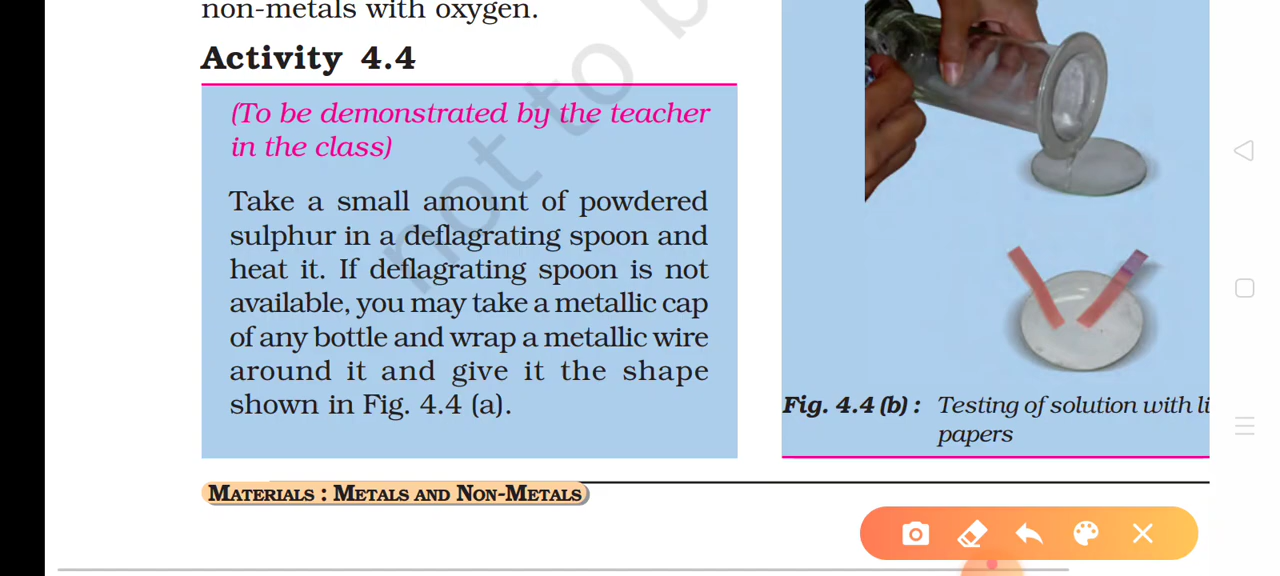 non-metals with oxygen.
Activity 4.4
(To be demonstrated by the teacher
in the class)
Take a small amount of powdered
sulphur in a deflagrating spoon and
heat it. If deflagrating spoon is not
available, you may take a metallic cap
of any bottle and wrap a metallic wire
around it and give it the shape
shown in Fig. 4.4 (a).
not to b
Fig. 4.4 (b) : Testing of solution with li
papers
MATERIALS : METALS AND NON-METALS